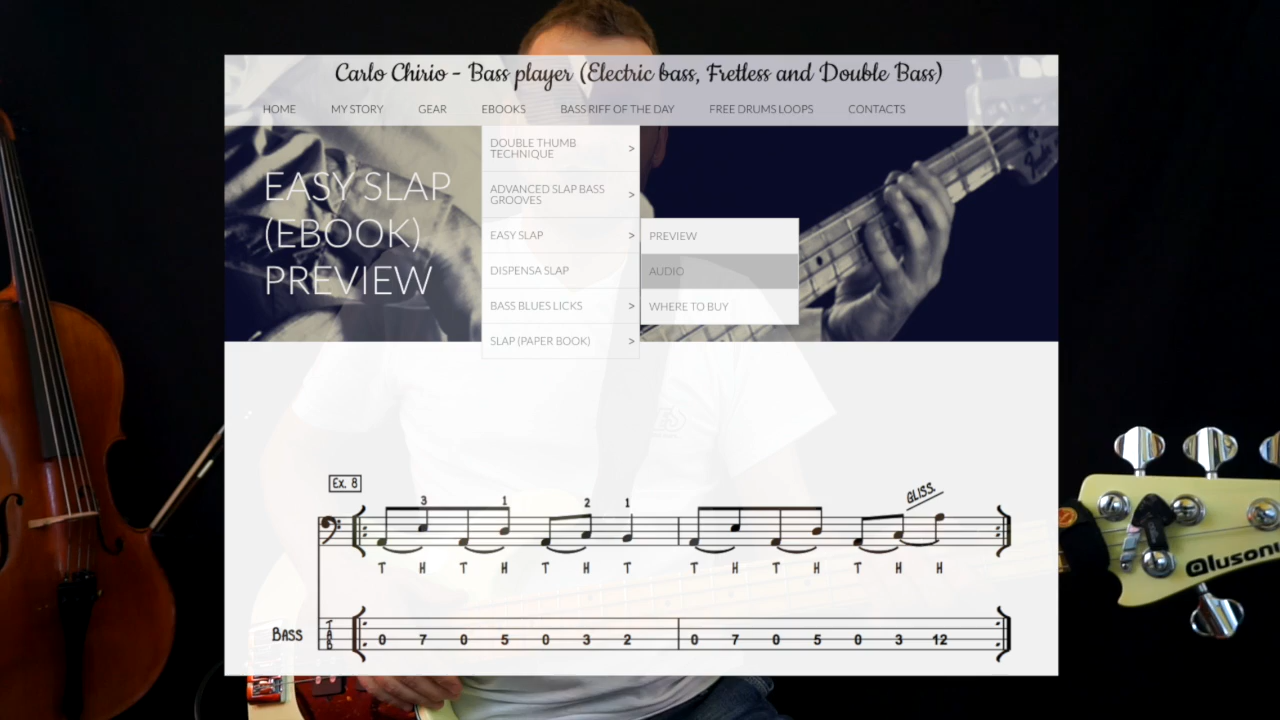 Carlo Chirio - Bass player (Electric bass, Fretless and Double Bass)
HOME MY STORY GEAR EBOOKS BASS RIFF OF THE DAY FREE DRUMS LOOPS CONTACTS
DOUBLE THUMB
TECHNIQUE >
ADVANCED SLAP BASS
GROOVES >
EASY SLAP >
DISPENSA SLAP
BASS BLUES LICKS >
SLAP (PAPER BOOK) >
PREVIEW
AUDIO
WHERE TO BUY
EASY SLAP
(EBOOK)
PREVIEW
Ex. 8
3 1 2 1 GLISS.
T H T H T H T T H T H T H H
BASS
T
A
B
0 7 0 5 0 3 2 0 7 0 5 0 3 12